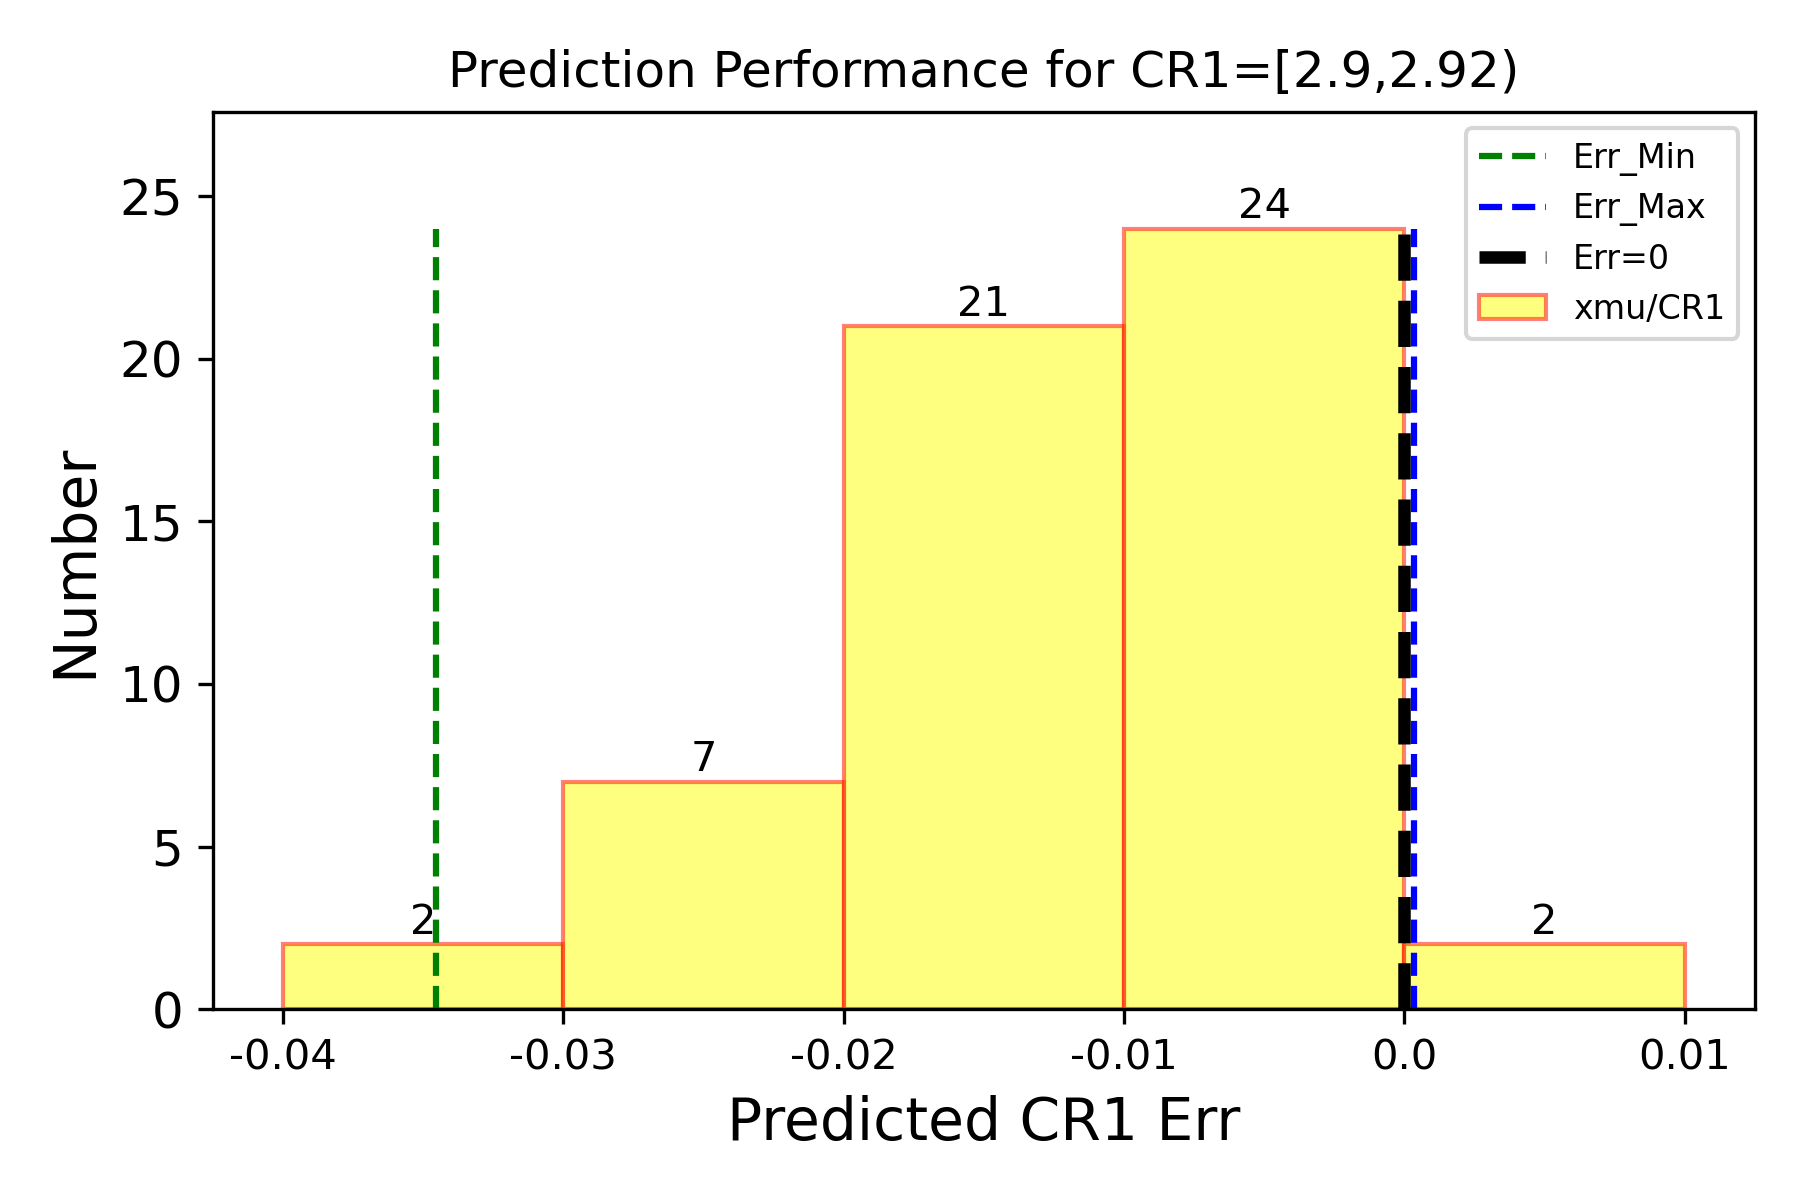 Prediction Performance for CR1=[2.9,2.92)
Err_Min
Err_Max
Err=0
xmu/CR1
Number
25
20
15
10
5
0
2
7
21
24
2
-0.04
-0.03
-0.02
-0.01
0.0
0.01
Predicted CR1 Err